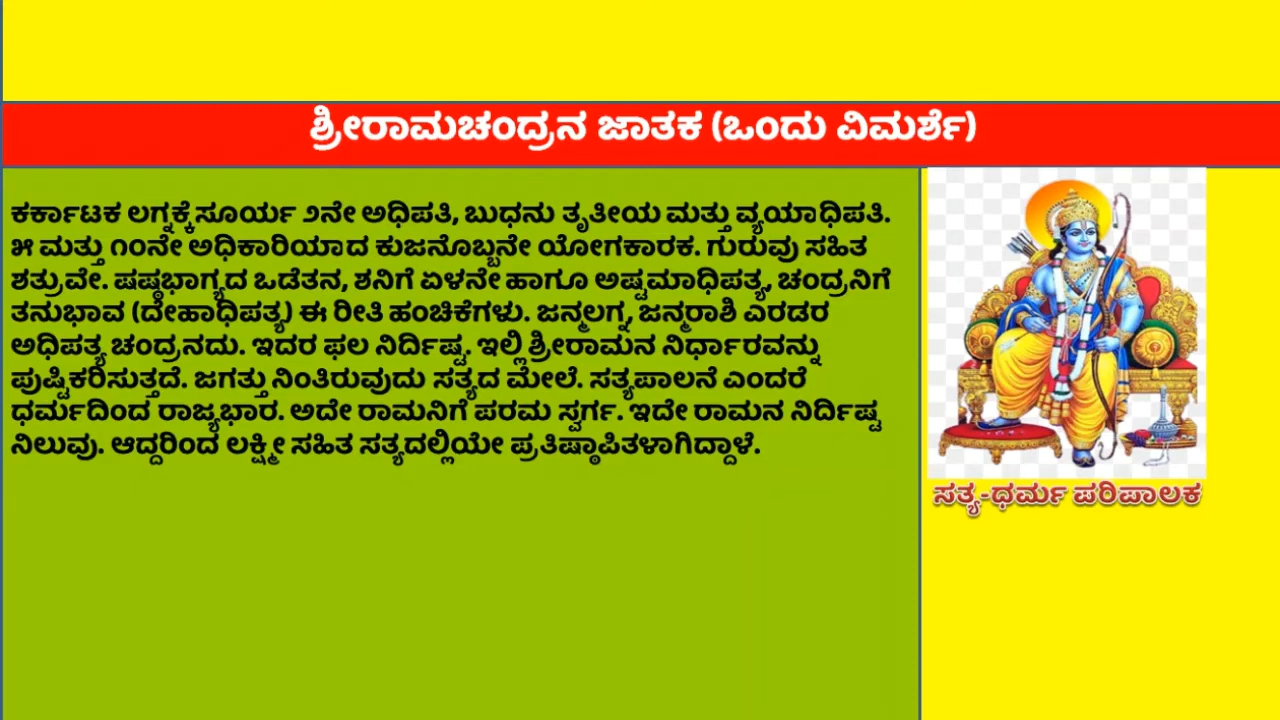 ಶ್ರೀರಾಮಚಂದ್ರನ ಜಾತಕ (ಒಂದು ವಿಮರ್ಶೆ)
ಕರ್ಕಾಟಕ ಲಗ್ನಕ್ಕೆ ಸೂರ್ಯ ೨ನೇ ಅಧಿಪತಿ, ಬುಧನು ತೃತೀಯ ಮತ್ತು ವ್ಯಯಾಧಿಪತಿ.
೫ ಮತ್ತು ೧೦ನೇ ಅಧಿಕಾರಿಯಾದ ಕುಜನೊಬ್ಬನೇ ಯೋಗಕಾರಕ. ಗುರುವು ಸಹಿತ
ಶತ್ರುವೇ. ಷಷ್ಠಭಾಗ್ಯದ ಒಡೆತನ, ಶನಿಗೆ ಏಳನೇ ಹಾಗೂ ಅಷ್ಟಮಾಧಿಪತ್ಯ, ಚಂದ್ರನಿಗೆ
ತನುಭಾವ (ದೇಹಾಧಿಪತ್ಯ) ಈ ರೀತಿ ಹಂಚಿಕೆಗಳು. ಜನ್ಮಲಗ್ನ, ಜನ್ಮರಾಶಿ ಎರಡರ
ಅಧಿಪತ್ಯ ಚಂದ್ರನದು. ಇದರ ಫಲ ನಿರ್ದಿಷ್ಟ. ಇಲ್ಲಿ ಶ್ರೀರಾಮನ ನಿರ್ಧಾರವನ್ನು
ಪುಷ್ಟಿಕರಿಸುತ್ತದೆ. ಜಗತ್ತು ನಿಂತಿರುವುದು ಸತ್ಯದ ಮೇಲೆ. ಸತ್ಯಪಾಲನೆ ಎಂದರೆ
ಧರ್ಮದಿಂದ ರಾಜ್ಯಭಾರ. ಅದೇ ರಾಮನಿಗೆ ಪರಮ ಸ್ವರ್ಗ. ಇದೇ ರಾಮನ ನಿರ್ದಿಷ್ಟ
ನಿಲುವು. ಆದ್ದರಿಂದ ಲಕ್ಷ್ಮೀ ಸಹಿತ ಸತ್ಯದಲ್ಲಿಯೇ ಪ್ರತಿಷ್ಠಾಪಿತಳಾಗಿದ್ದಾಳೆ.
ಸತ್ಯ-ಧರ್ಮ ಪರಿಪಾಲಕ